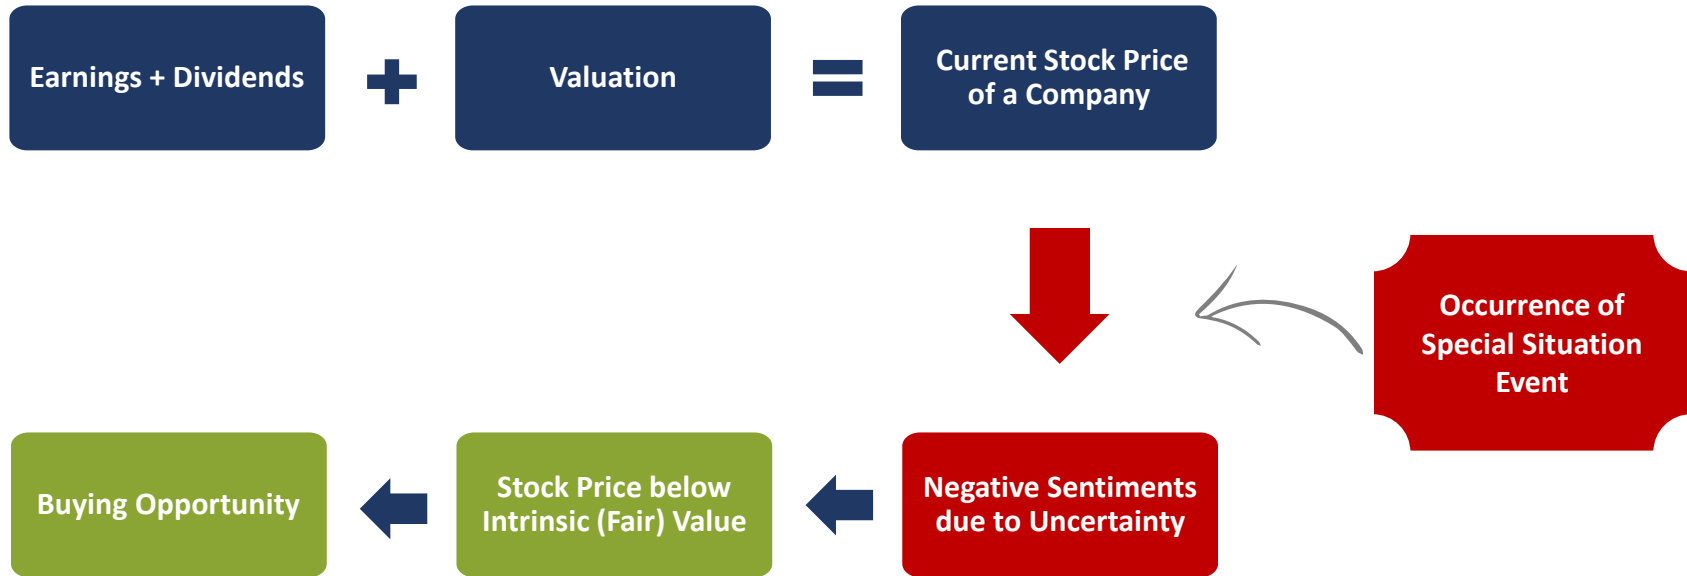 Earnings + Dividends
Valuation
Current Stock Price
of a Company
Occurrence of
Special Situation
Event
Negative Sentiments
due to Uncertainty
Stock Price below
Intrinsic (Fair) Value
Buying Opportunity